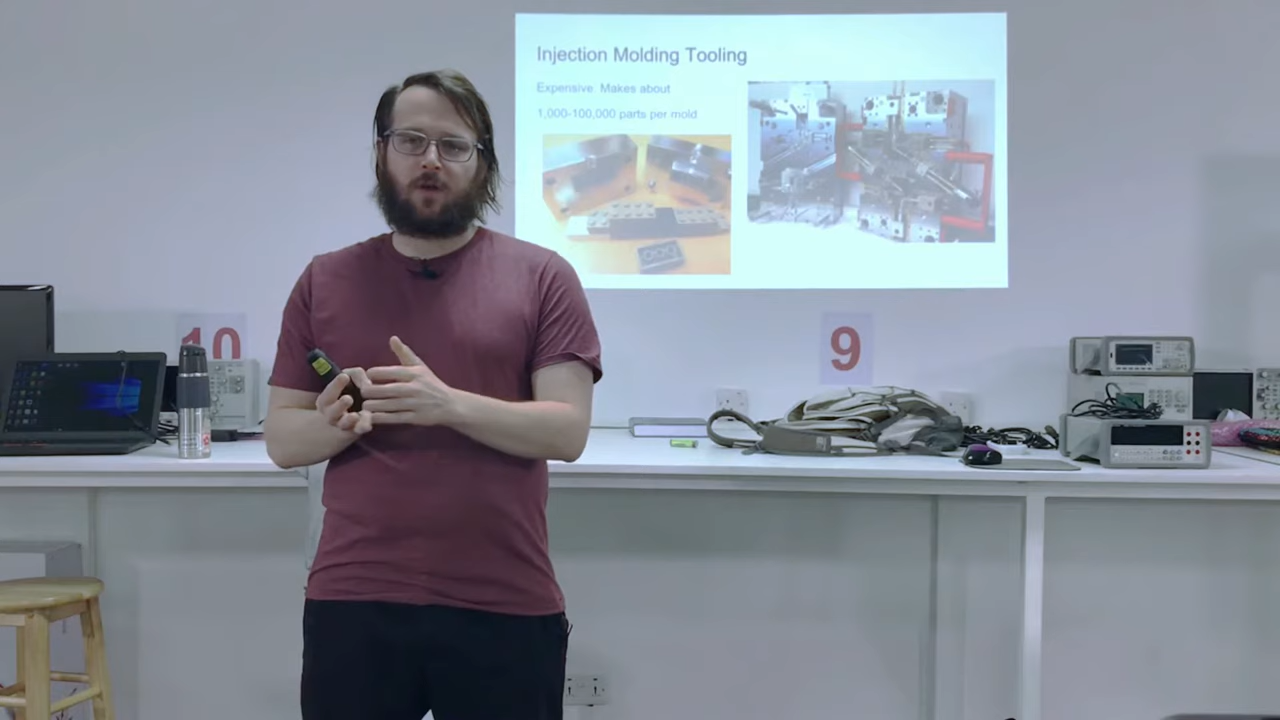 Injection Molding Tooling
Expensive Makes about
1,000-100,000 parts per mold
10
9